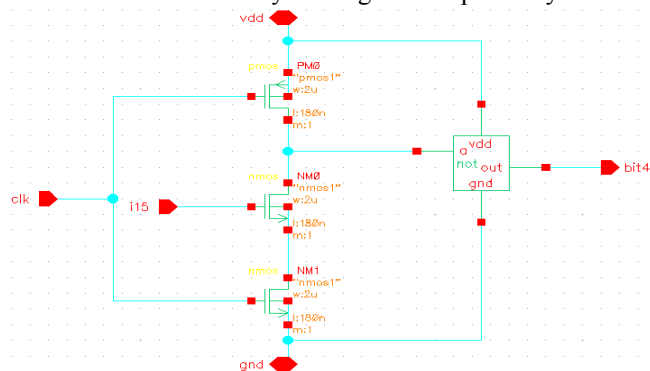 vdd
pmos PM0
"pmos1"
w:2u
l:180n
m:1
a vdd
not out
gnd
bit4
nmos NM0
"nmos1"
w:2u
clk
i15
l:180n
m:1
nmos NM1
"nmos1"
w:2u
l:180n
m:1
gnd